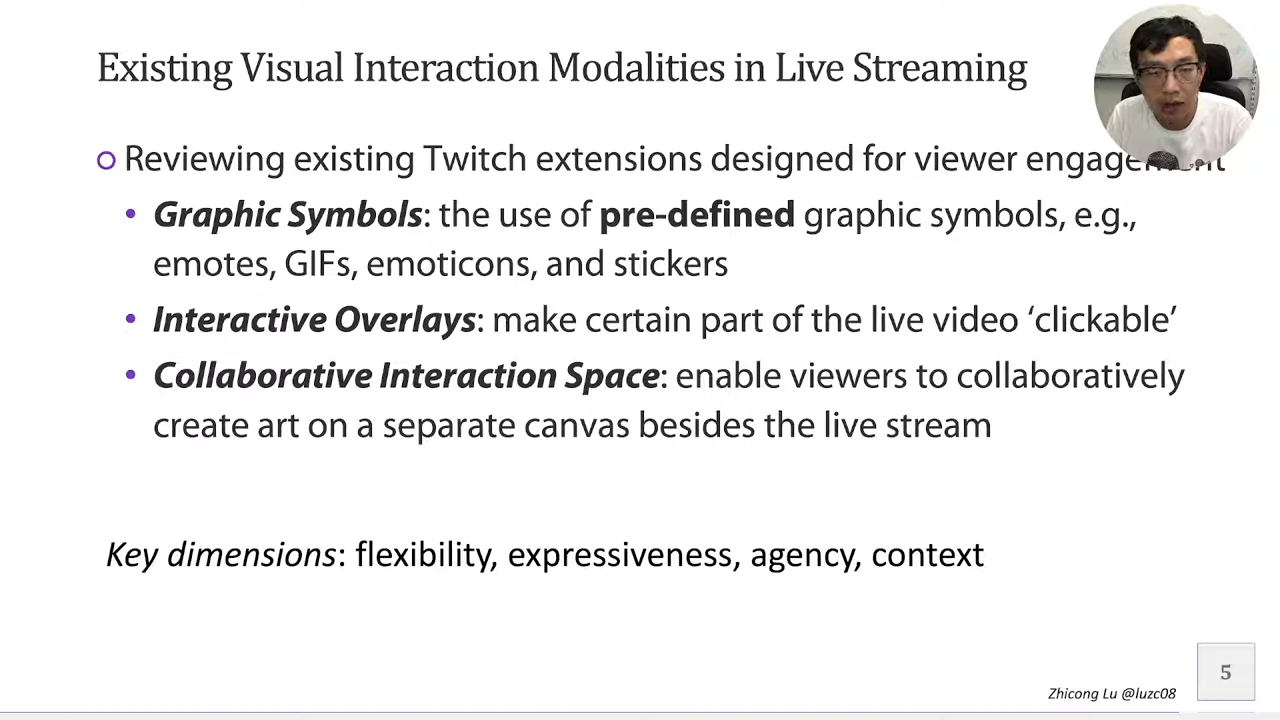 Existing Visual Interaction Modalities in Live Streaming
Reviewing existing Twitch extensions designed for viewer engagement
Graphic Symbols: the use of pre-defined graphic symbols, e.g.,
emotes, GIFs, emoticons, and stickers
Interactive Overlays: make certain part of the live video ‘clickable’
Collaborative Interaction Space: enable viewers to collaboratively
create art on a separate canvas besides the live stream
Key dimensions: flexibility, expressiveness, agency, context
Zhicong Lu @luzc08
5